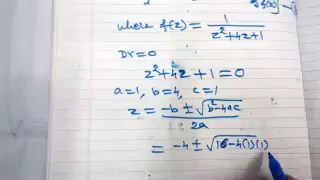 where f(z) = 1 / z²+4z+1
Dr=0
z²+4z+1=0
a=1, b=4, c=1
z = -b ± √b²-4ac / 2a
= -4 ± √16-4(1)(1)